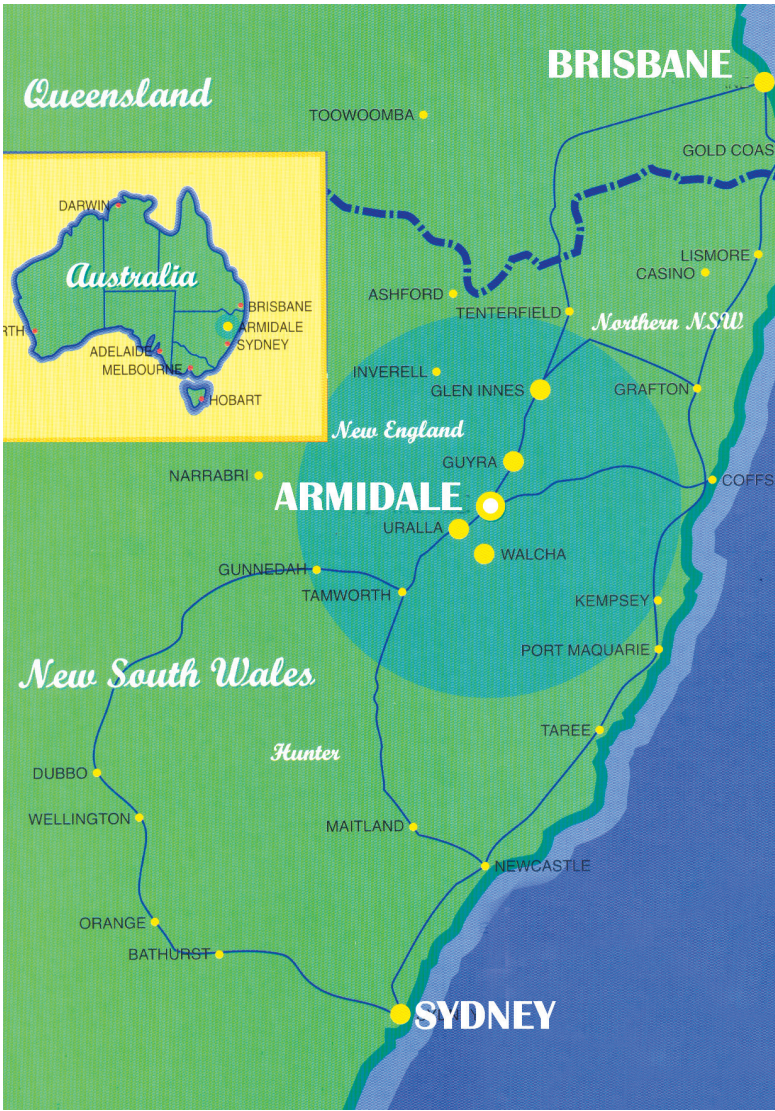 BRISBANE
Queensland
TOOWOOMBA
GOLD COAS
DARWIN
Australia
BRISBANE
ARMIDALE
SYDNEY
RTH
ADELAIDE
MELBOURNE
HOBART
LISMORE
CASINO
ASHFORD
TENTERFIELD
Northern NSW
INVERELL
GLEN INNES
GRAFTON
New England
GUYRA
NARRABRI
ARMIDALE
COFFS
URALLA
WALCHA
GUNNEDAH
TAMWORTH
KEMPSEY
PORT MAQUARIE
New South Wales
TAREE
Hunter
DUBBO
WELLINGTON
MAITLAND
NEWCASTLE
ORANGE
BATHURST
SYDNEY